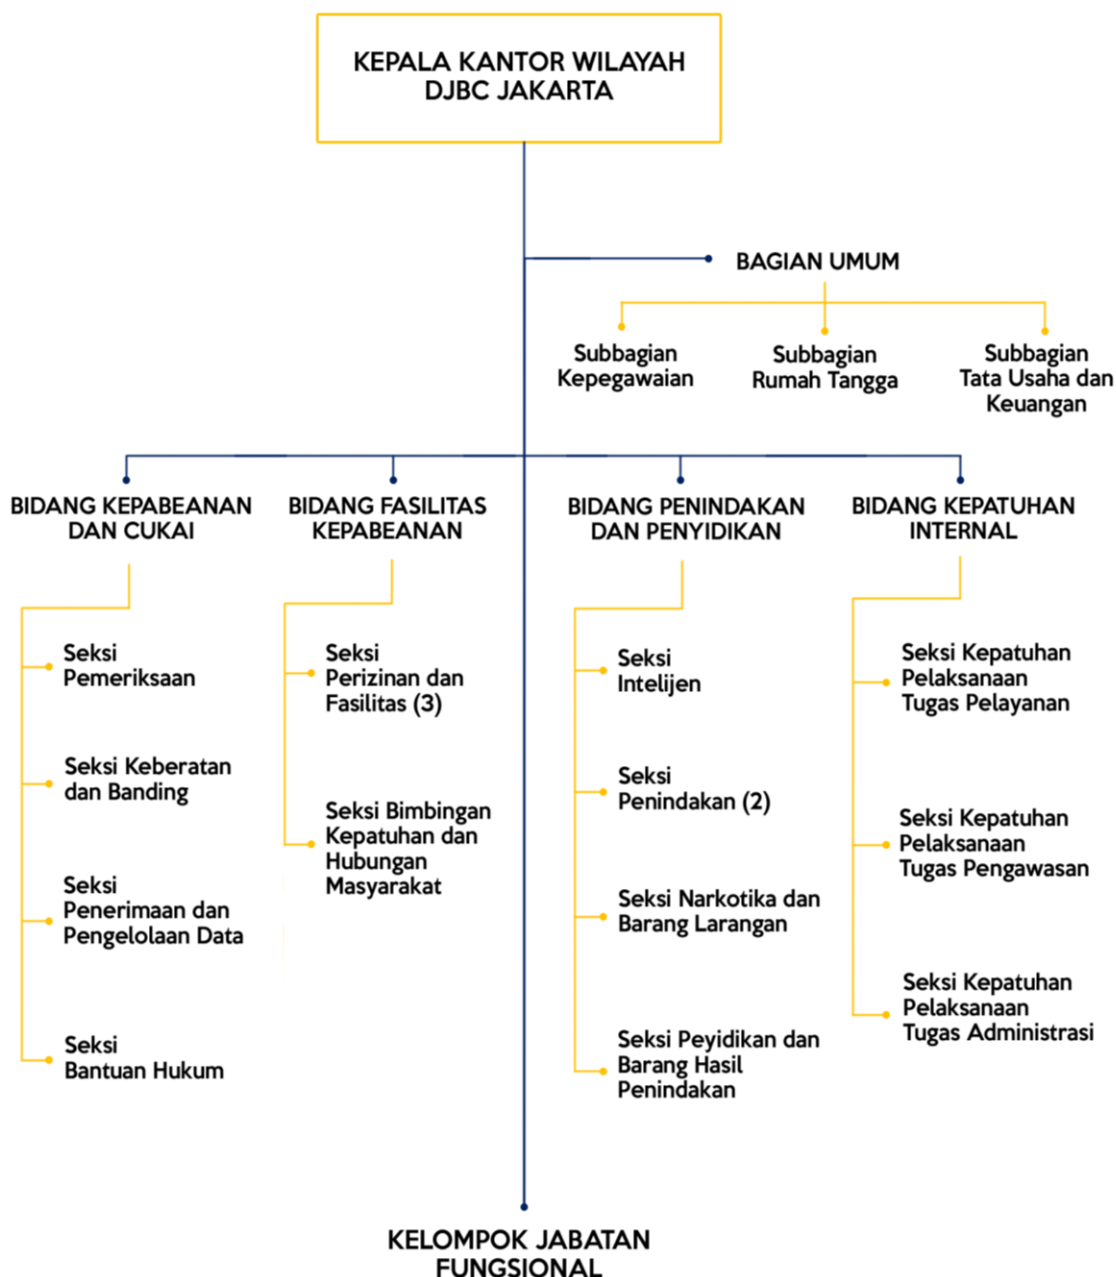 KEPALA KANTOR WILAYAH
DJBC JAKARTA
BAGIAN UMUM
Subbagian
Kepegawaian
Subbagian
Rumah Tangga
Subbagian
Tata Usaha dan
Keuangan
BIDANG KEPABEANAN
DAN CUKAI
Seksi
Pemeriksaan
Seksi Keberatan
dan Banding
Seksi
Penerimaan dan
Pengelolaan Data
Seksi
Bantuan Hukum
BIDANG FASILITAS
KEPABEANAN
Seksi
Perizinan dan
Fasilitas (3)
Seksi Bimbingan
Kepatuhan dan
Hubungan
Masyarakat
BIDANG PENINDAKAN
DAN PENYIDIKAN
Seksi
Intelijen
Seksi
Penindakan (2)
Seksi Narkotika dan
Barang Larangan
Seksi Peyidikan dan
Barang Hasil
Penindakan
BIDANG KEPATUHAN
INTERNAL
Seksi Kepatuhan
Pelaksanaan
Tugas Pelayanan
Seksi Kepatuhan
Pelaksanaan
Tugas Pengawasan
Seksi Kepatuhan
Pelaksanaan
Tugas Administrasi
KELOMPOK JABATAN
FUNGSIONAL